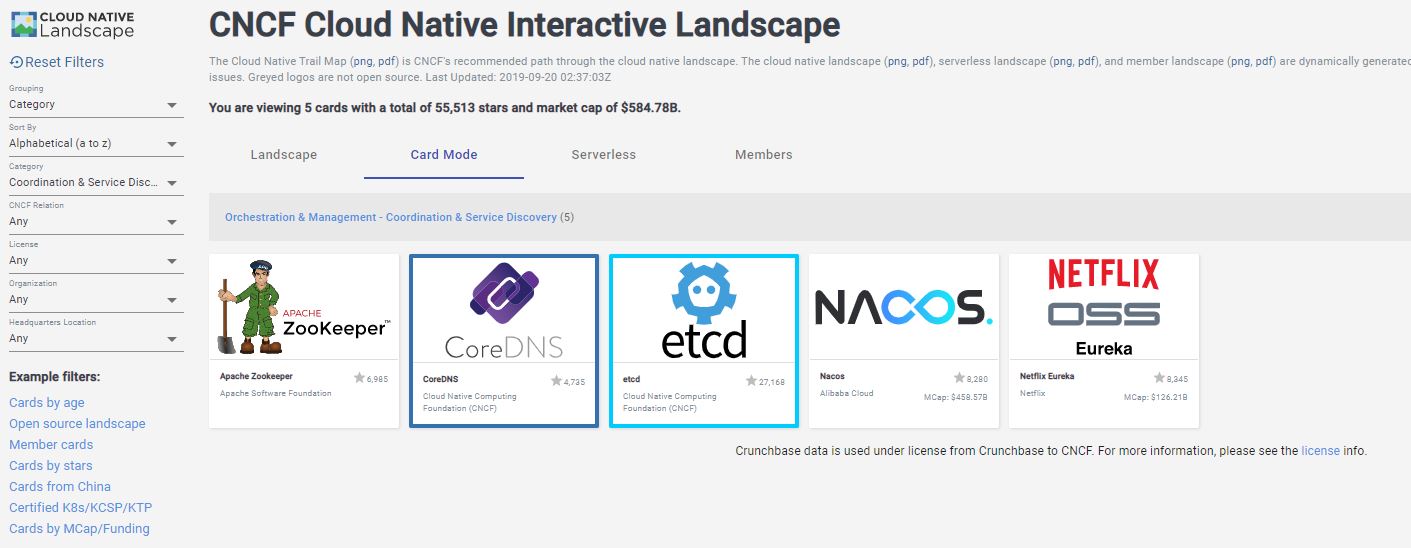 CLOUD NATIVE
Landscape
Reset Filters
Grouping
Category
Sort By
Alphabetical (a to z)
Category
Coordination & Service Disc...
CNCF Relation
Any
License
Any
Organization
Any
Headquarters Location
Any
Example filters:
Cards by age
Open source landscape
Member cards
Cards by stars
Cards from China
Certified K8s/KCSP/KTP
Cards by MCap/Funding
CNCF Cloud Native Interactive Landscape
The Cloud Native Trail Map (png, pdf) is CNCF's recommended path through the cloud native landscape. The cloud native landscape (png, pdf), serverless landscape (png, pdf), and member landscape (png, pdf) are dynamically generated
issues. Greyed logos are not open source. Last Updated: 2019-09-20 02:37:03Z
You are viewing 5 cards with a total of 55,513 stars and market cap of $584.78B.
Landscape Card Mode Serverless Members
Orchestration & Management - Coordination & Service Discovery (5)
APACHE
ZooKeeper™
Apache Zookeeper 6,985
Apache Software Foundation
CoreDNS
CoreDNS 4,735
Cloud Native Computing
Foundation (CNCF)
etcd
etcd 27,168
Cloud Native Computing
Foundation (CNCF)
NACOS.
Nacos 8,280
Alibaba Cloud MCap: $458.57B
NETFLIX
OSS
Eureka
Netflix Eureka 8,345
Netflix MCap: $126.21B
Crunchbase data is used under license from Crunchbase to CNCF. For more information, please see the license info.